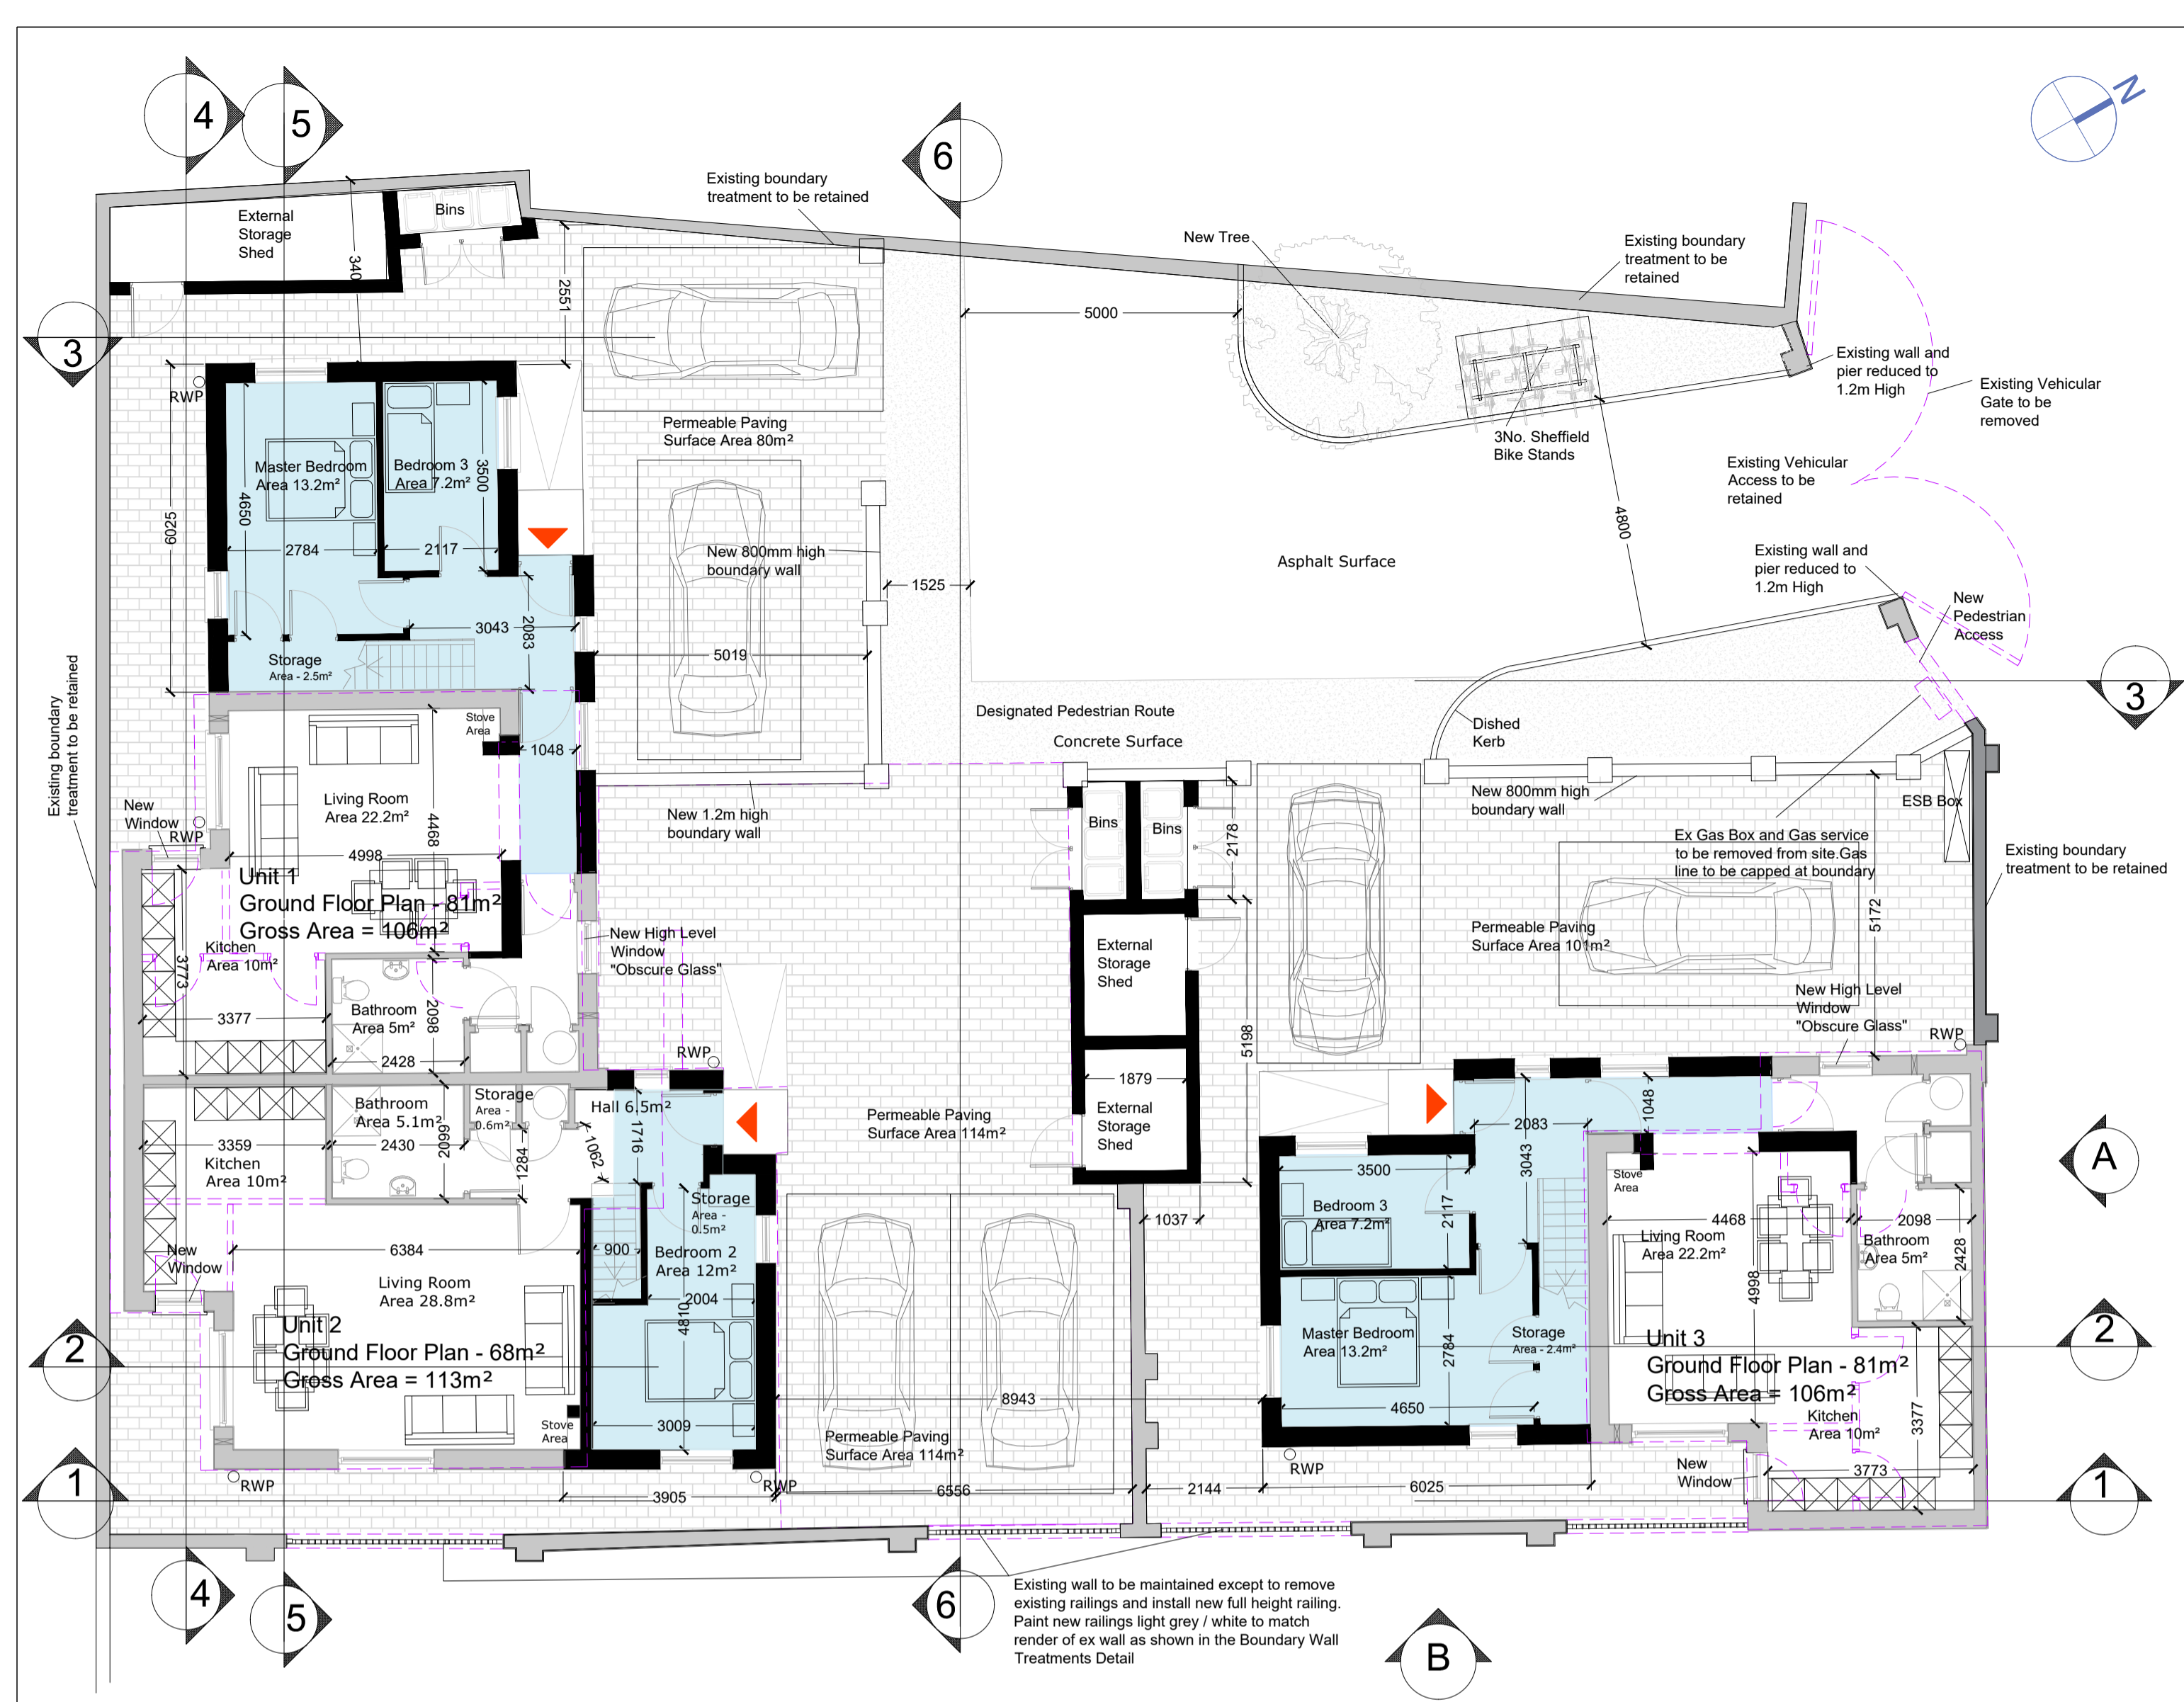 4
5
6
N
Existing boundary
treatment to be retained
External
Storage
Shed
Bins
New Tree
Existing boundary
treatment to be
retained
340
2551
5000
3
RWP
Existing wall and
pier reduced to
1.2m High
Existing Vehicular
Gate to be
removed
Permeable Paving
Surface Area 80m²
3No. Sheffield
Bike Stands
Master Bedroom
Area 13.2m²
Bedroom 3
Area 7.2m²
3500
4650
6025
2784
2117
Existing Vehicular
Access to be
retained
4800
New 800mm high
boundary wall
1525
Asphalt Surface
Existing wall and
pier reduced to
1.2m High
New
Pedestrian
Access
3043
2083
5019
Storage
Area - 2.5m²
3
Existing boundary
treatment to be retained
Designated Pedestrian Route
Concrete Surface
Dished
Kerb
Stove
Area
1048
Living Room
Area 22.2m²
4468
4998
New
Window
RWP
New 1.2m high
boundary wall
Bins
Bins
2178
New 800mm high
boundary wall
ESB Box
Ex Gas Box and Gas service
to be removed from site.Gas
line to be capped at boundary
Existing boundary
treatment to be retained
5172
Unit 1
Ground Floor Plan - 81m²
Gross Area = 106m²
Kitchen
Area 10m²
3773
3377
New High Level
Window
"Obscure Glass"
External
Storage
Shed
Permeable Paving
Surface Area 101m²
New High Level
Window
"Obscure Glass"
RWP
Bathroom
Area 5m²
2098
2428
RWP
5198
1879
External
Storage
Shed
Bathroom
Area 5.1m²
Storage
Area -
0.6m²
Hall 6.5m²
1716
1062
1284
2099
2430
3359
Kitchen
Area 10m²
Permeable Paving
Surface Area 114m²
2083
1048
3043
A
3500
Bedroom 3
Area 7.2m²
2117
Stove
Area
4468
2098
Living Room
Area 22.2m²
Bathroom
Area 5m²
2428
4998
Storage
Area -
0.5m²
1037
New
Window
6384
900
Bedroom 2
Area 12m²
Living Room
Area 28.8m²
2004
4810
2
Unit 2
Ground Floor Plan - 68m²
Gross Area = 113m²
Master Bedroom
Area 13.2m²
2784
Storage
Area - 2.4m²
Unit 3
Ground Floor Plan - 81m²
Gross Area = 106m²
2
8943
4650
3009
Stove
Area
Permeable Paving
Surface Area 114m²
Kitchen
Area 10m²
3377
3773
New
Window
1
RWP
RWP
3905
6556
2144
RWP
6025
1
4
5
6
Existing wall to be maintained except to remove
existing railings and install new full height railing.
Paint new railings light grey / white to match
render of ex wall as shown in the Boundary Wall
Treatments Detail
B